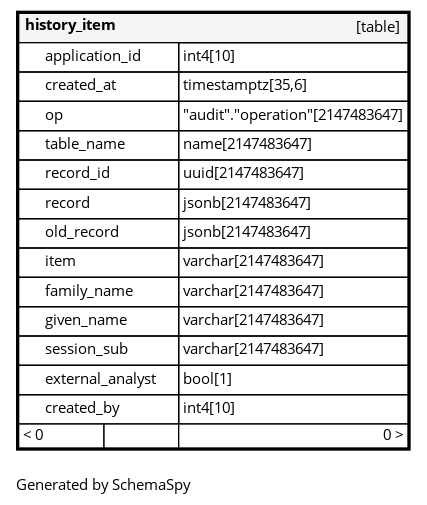 history_item [table]
application_id int4[10]
created_at timestamptz[35,6]
op "audit"."operation"[2147483647]
table_name name[2147483647]
record_id uuid[2147483647]
record jsonb[2147483647]
old_record jsonb[2147483647]
item varchar[2147483647]
family_name varchar[2147483647]
given_name varchar[2147483647]
session_sub varchar[2147483647]
external_analyst bool[1]
created_by int4[10]
< 0 0 >
Generated by SchemaSpy